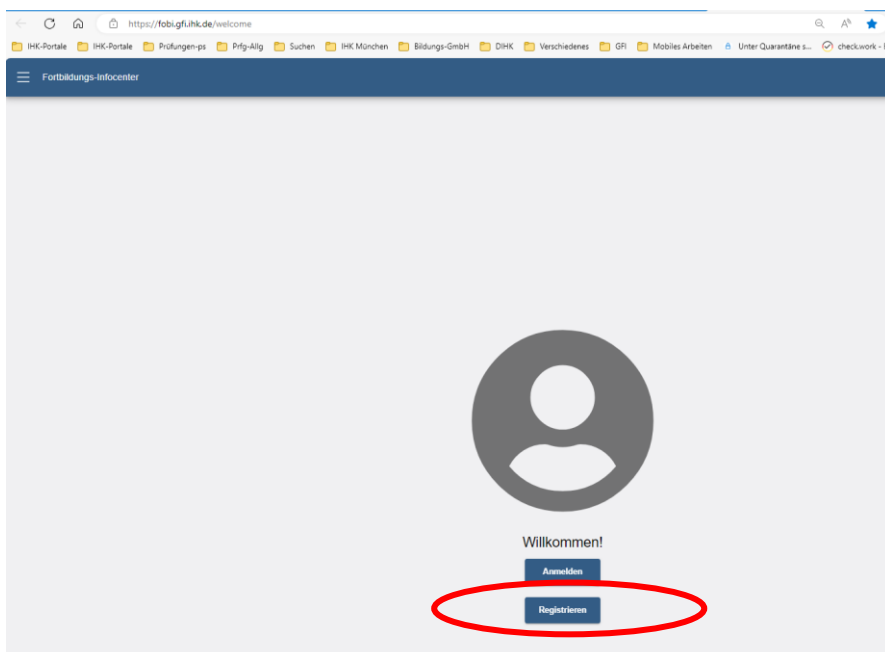 https://fobi.gfi.ihk.de/welcome
IHK-Portale IHK-Portale Prüfungen-ps Prfg-Allg Suchen IHK München Bildungs-GmbH DIHK Verschiedenes GFI Mobiles Arbeiten Unter Quarantäne s... check.work -
Fortbildungs-Infocenter
Willkommen!
Anmelden
Registrieren